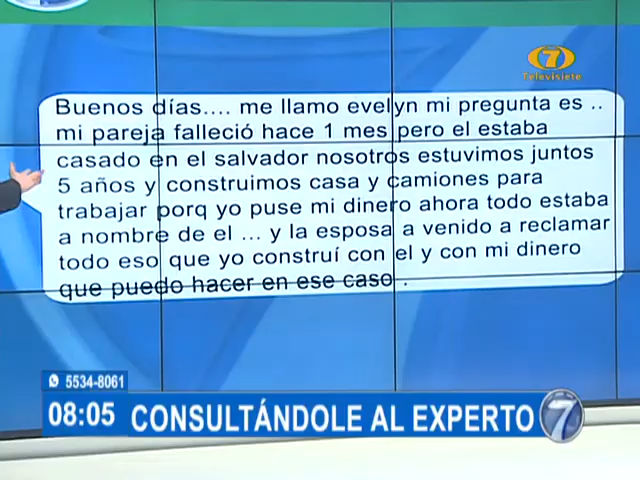 7
Televisiete
Buenos días.... me llamo evelyn mi pregunta es ..
mi pareja falleció hace 1 mes pero el estaba
casado en el salvador nosotros estuvimos juntos
5 años y construimos casa y camiones para
trabajar porq yo puse mi dinero ahora todo estaba
a nombre de el ... y la esposa a venido a reclamar
todo eso que yo construí con el y con mi dinero
que puedo hacer en ese caso .
5534-8061
08:05 CONSULTÁNDOLE AL EXPERTO 7